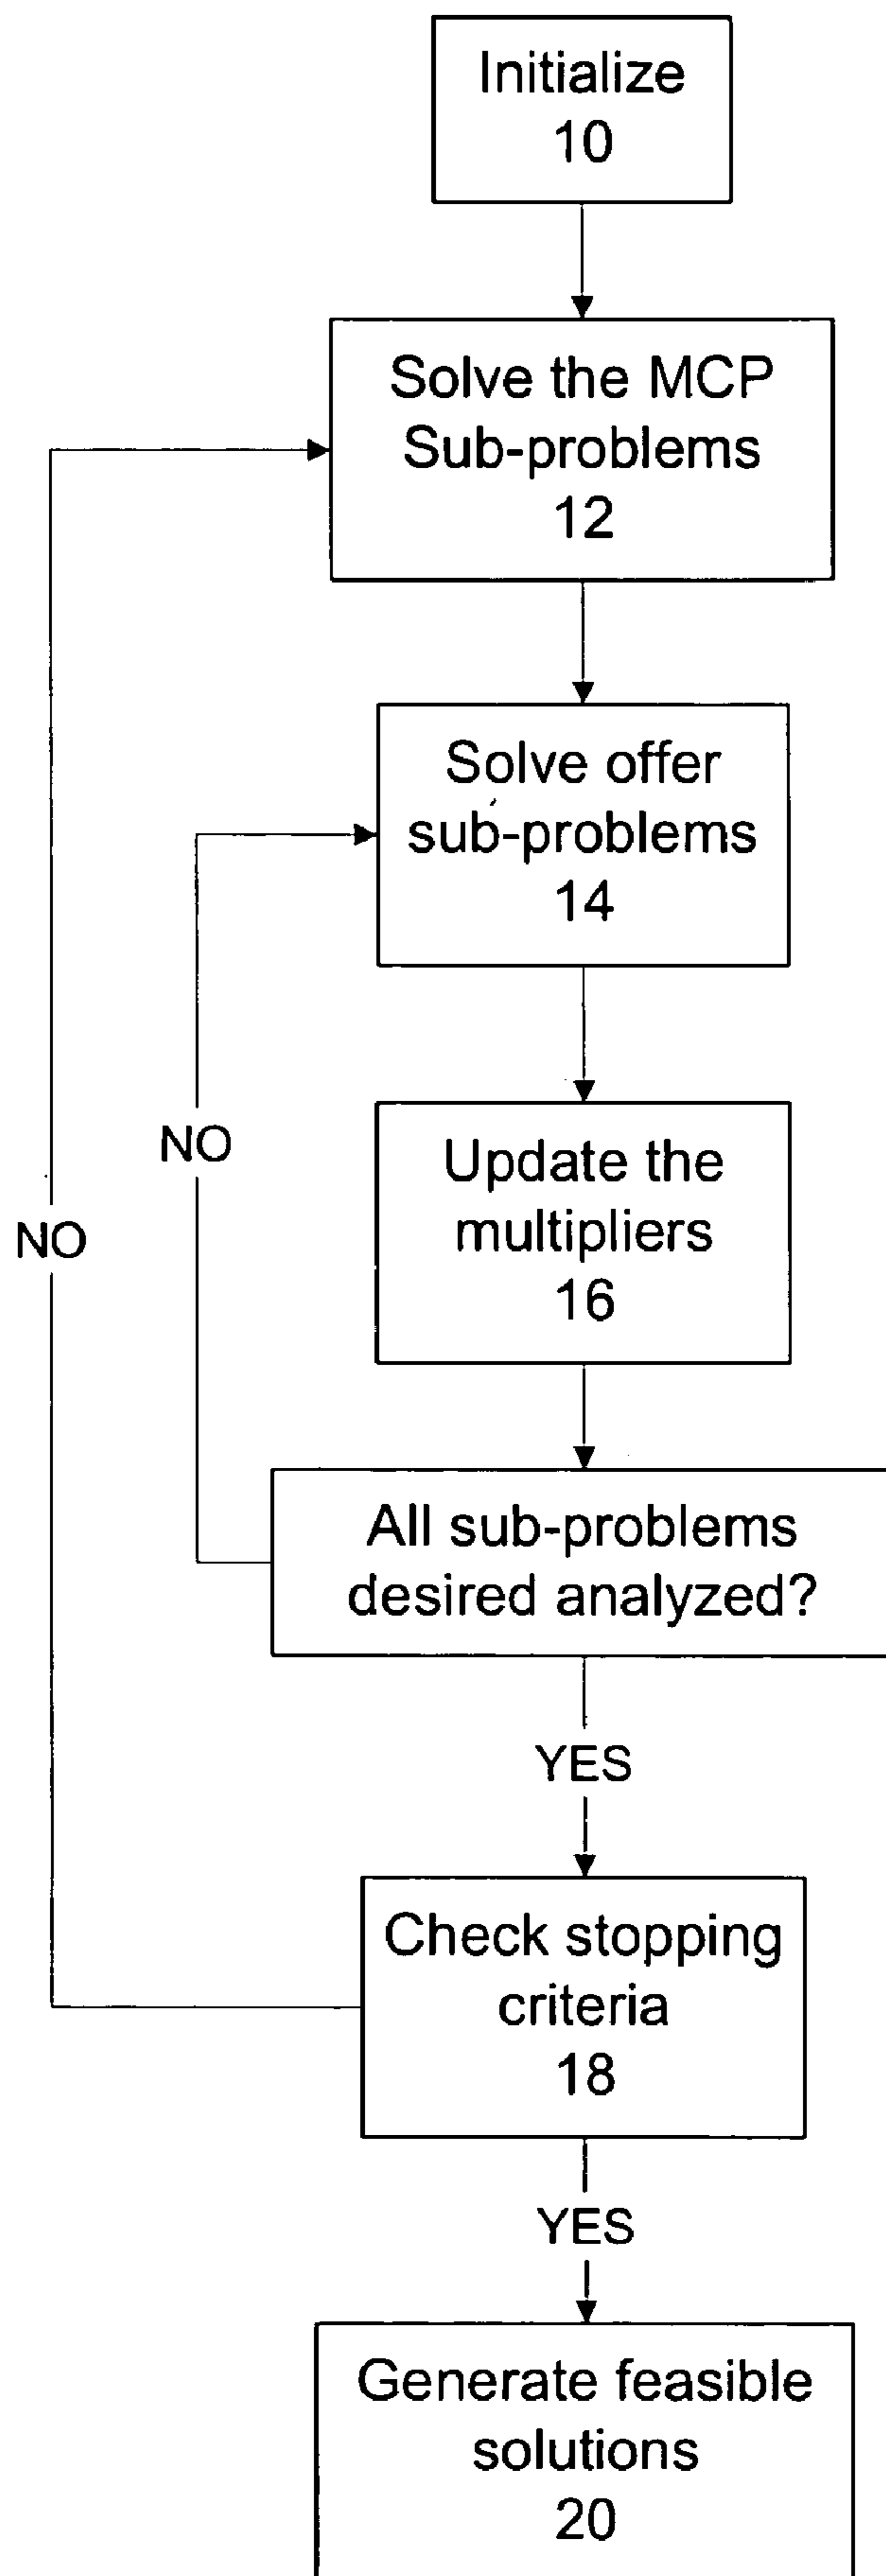 Initialize
10
Solve the MCP
Sub-problems
12
Solve offer
sub-problems
14
Update the
multipliers
16
NO
NO
All sub-problems
desired analyzed?
YES
Check stopping
criteria
18
YES
Generate feasible
solutions
20